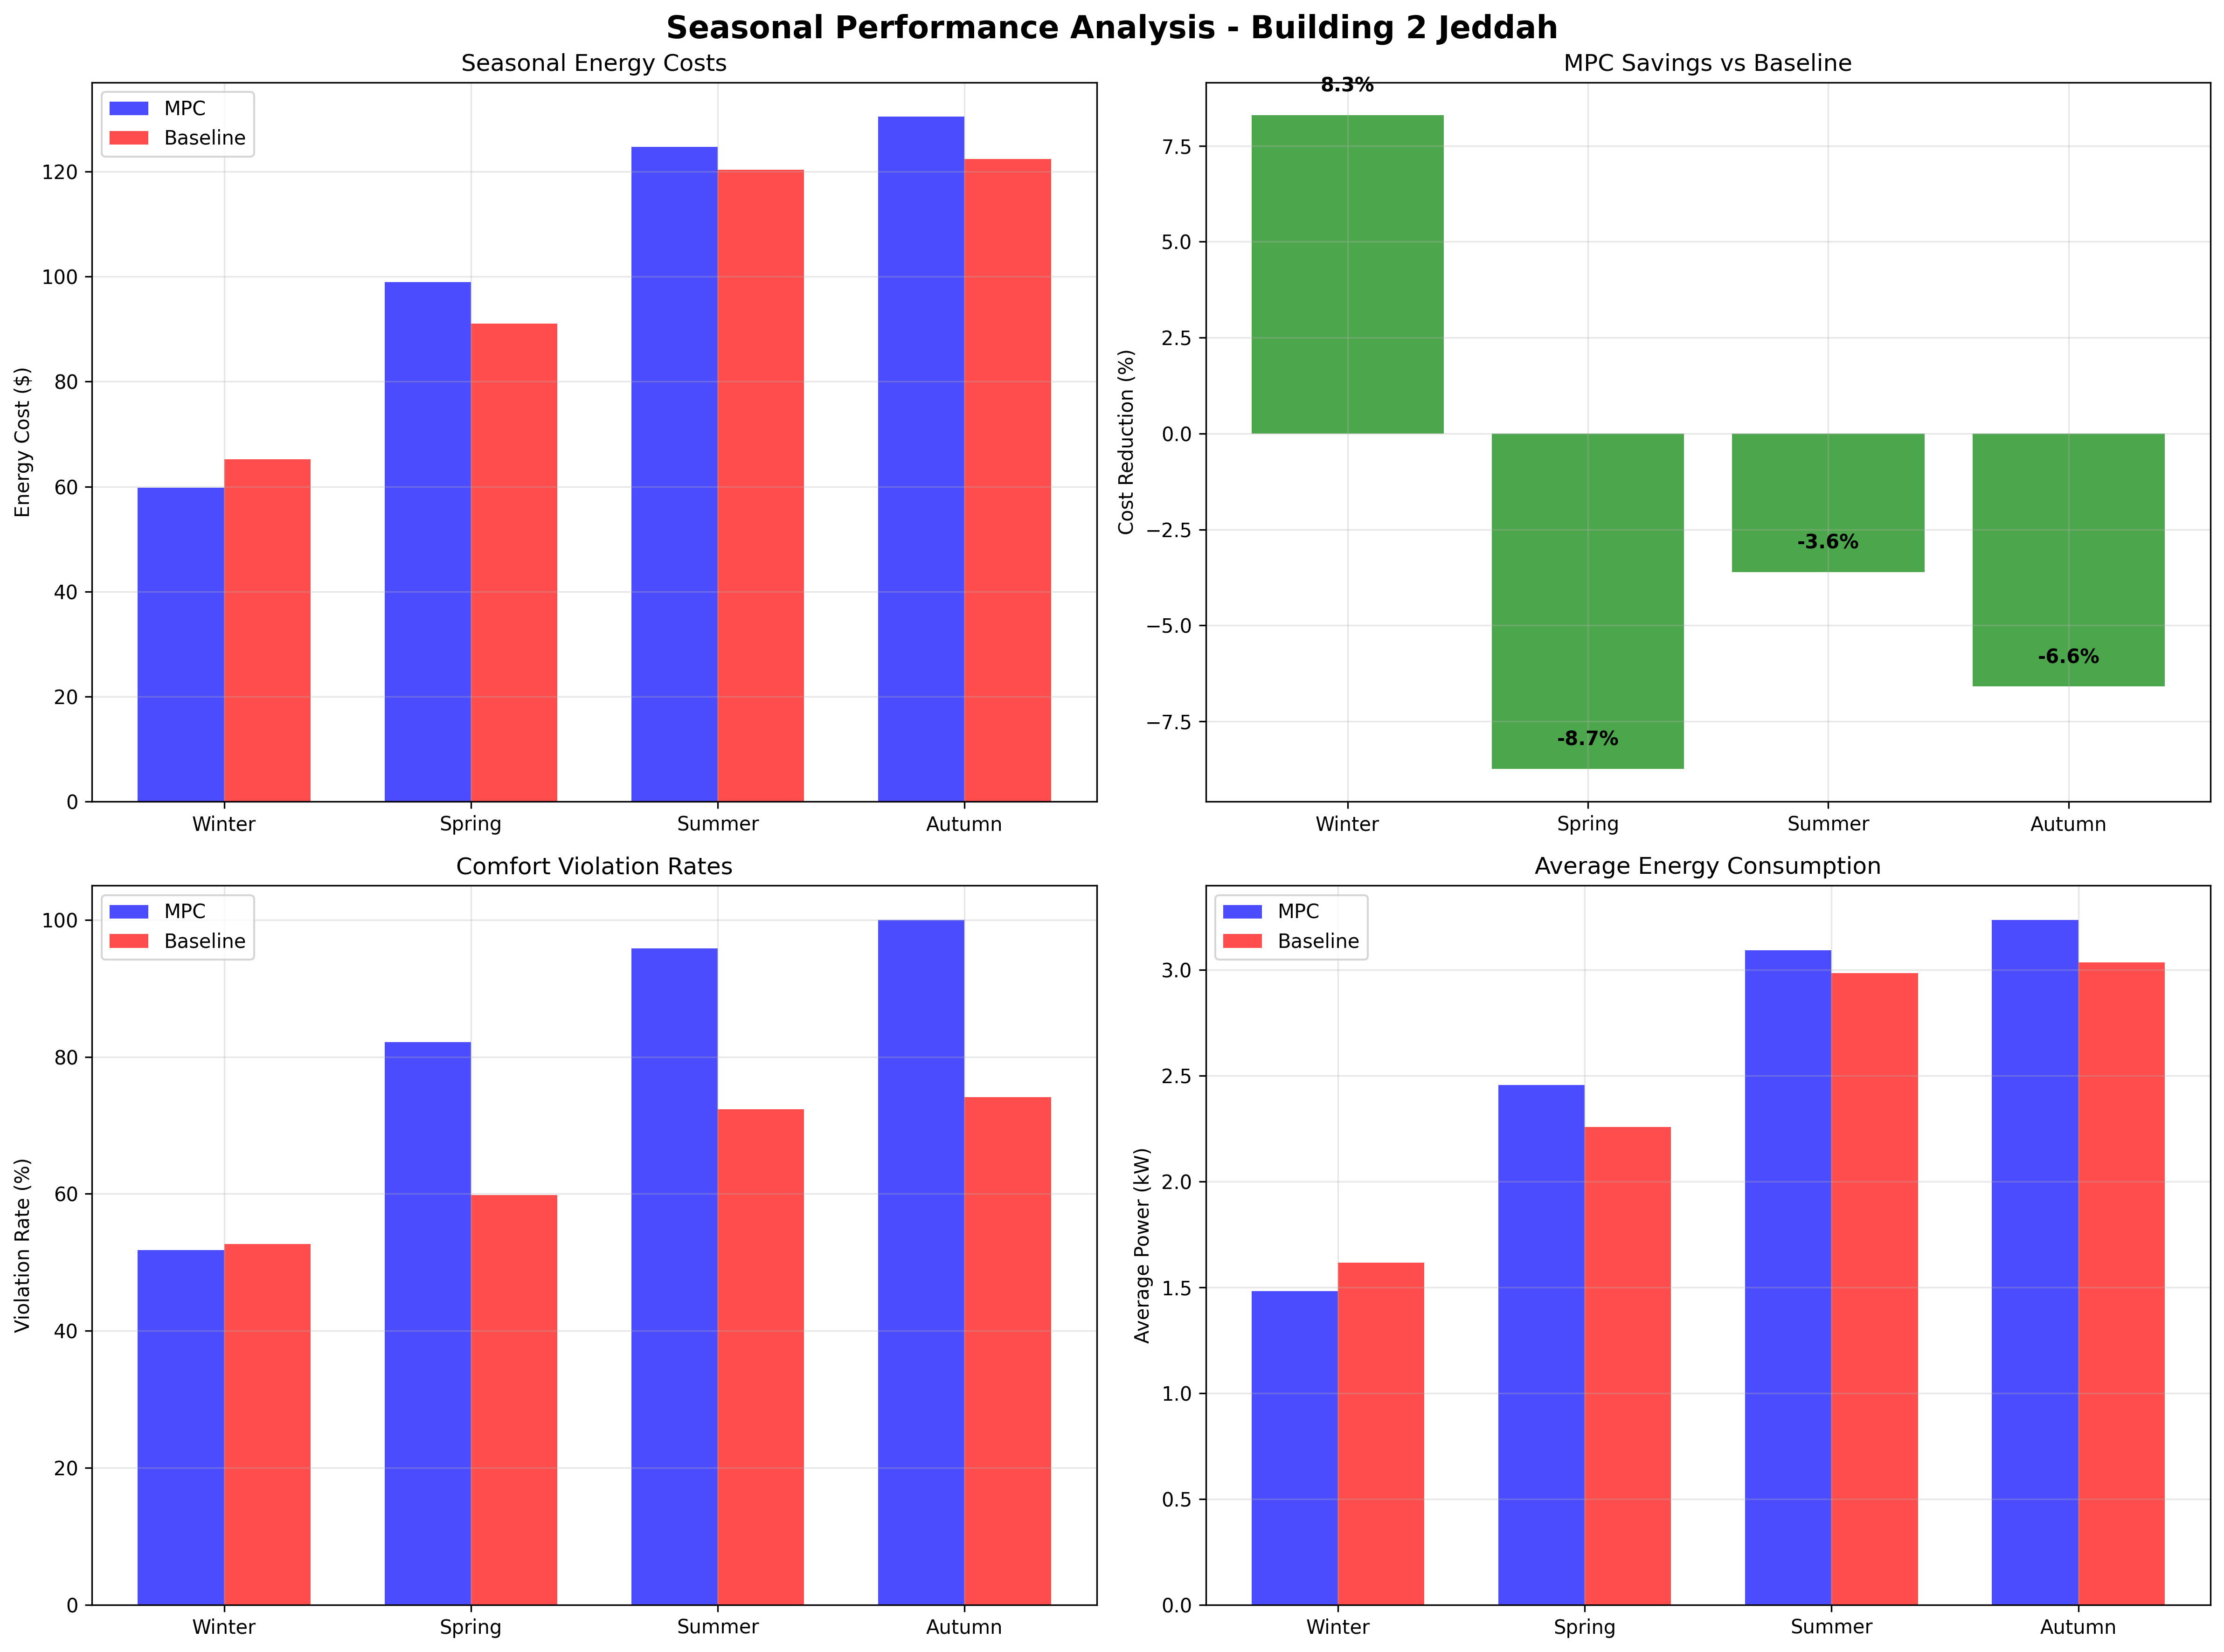 Seasonal Performance Analysis - Building 2 Jeddah
Seasonal Energy Costs
MPC
Baseline
Energy Cost ($)
120
100
80
60
40
20
0
Winter
Spring
Summer
Autumn
MPC Savings vs Baseline
Cost Reduction (%)
7.5
5.0
2.5
0.0
−2.5
−5.0
−7.5
8.3%
-8.7%
-3.6%
-6.6%
Winter
Spring
Summer
Autumn
Comfort Violation Rates
MPC
Baseline
Violation Rate (%)
100
80
60
40
20
0
Winter
Spring
Summer
Autumn
Average Energy Consumption
MPC
Baseline
Average Power (kW)
3.0
2.5
2.0
1.5
1.0
0.5
0.0
Winter
Spring
Summer
Autumn